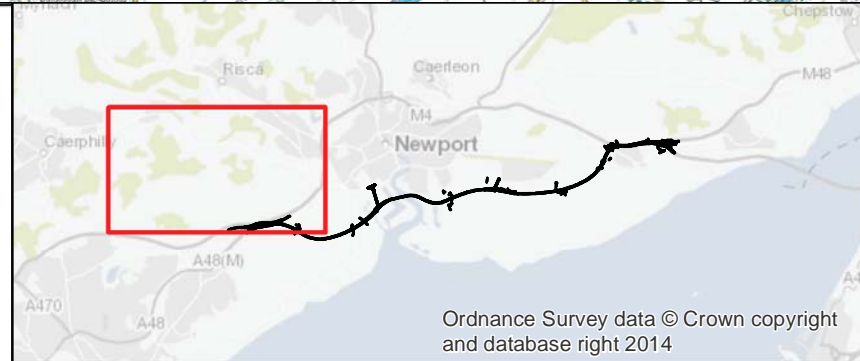 Chepstow
Risca
Caerleon
M48
M4
Caerphilly
Newport
A48(M)
A470
A48
Ordnance Survey data © Crown copyright
and database right 2014